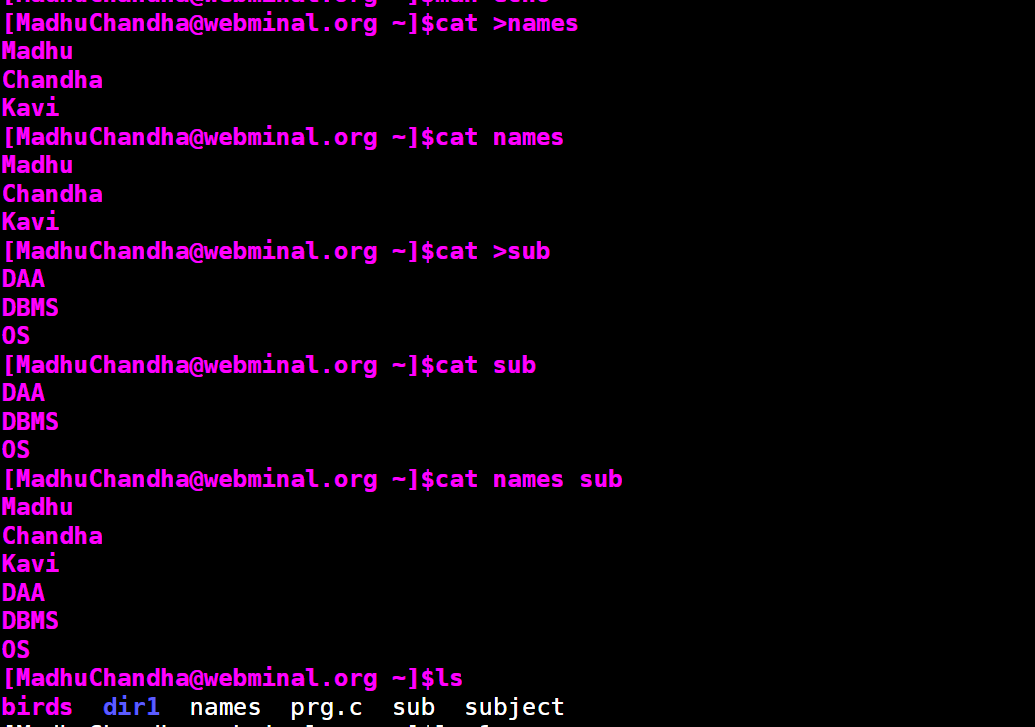 [MadhuChandha@webminal.org ~]$cat >names
Madhu
Chandha
Kavi
[MadhuChandha@webminal.org ~]$cat names
Madhu
Chandha
Kavi
[MadhuChandha@webminal.org ~]$cat >sub
DAA
DBMS
OS
[MadhuChandha@webminal.org ~]$cat sub
DAA
DBMS
OS
[MadhuChandha@webminal.org ~]$cat names sub
Madhu
Chandha
Kavi
DAA
DBMS
OS
[MadhuChandha@webminal.org ~]$ls
birds  dir1  names  prg.c  sub  subject